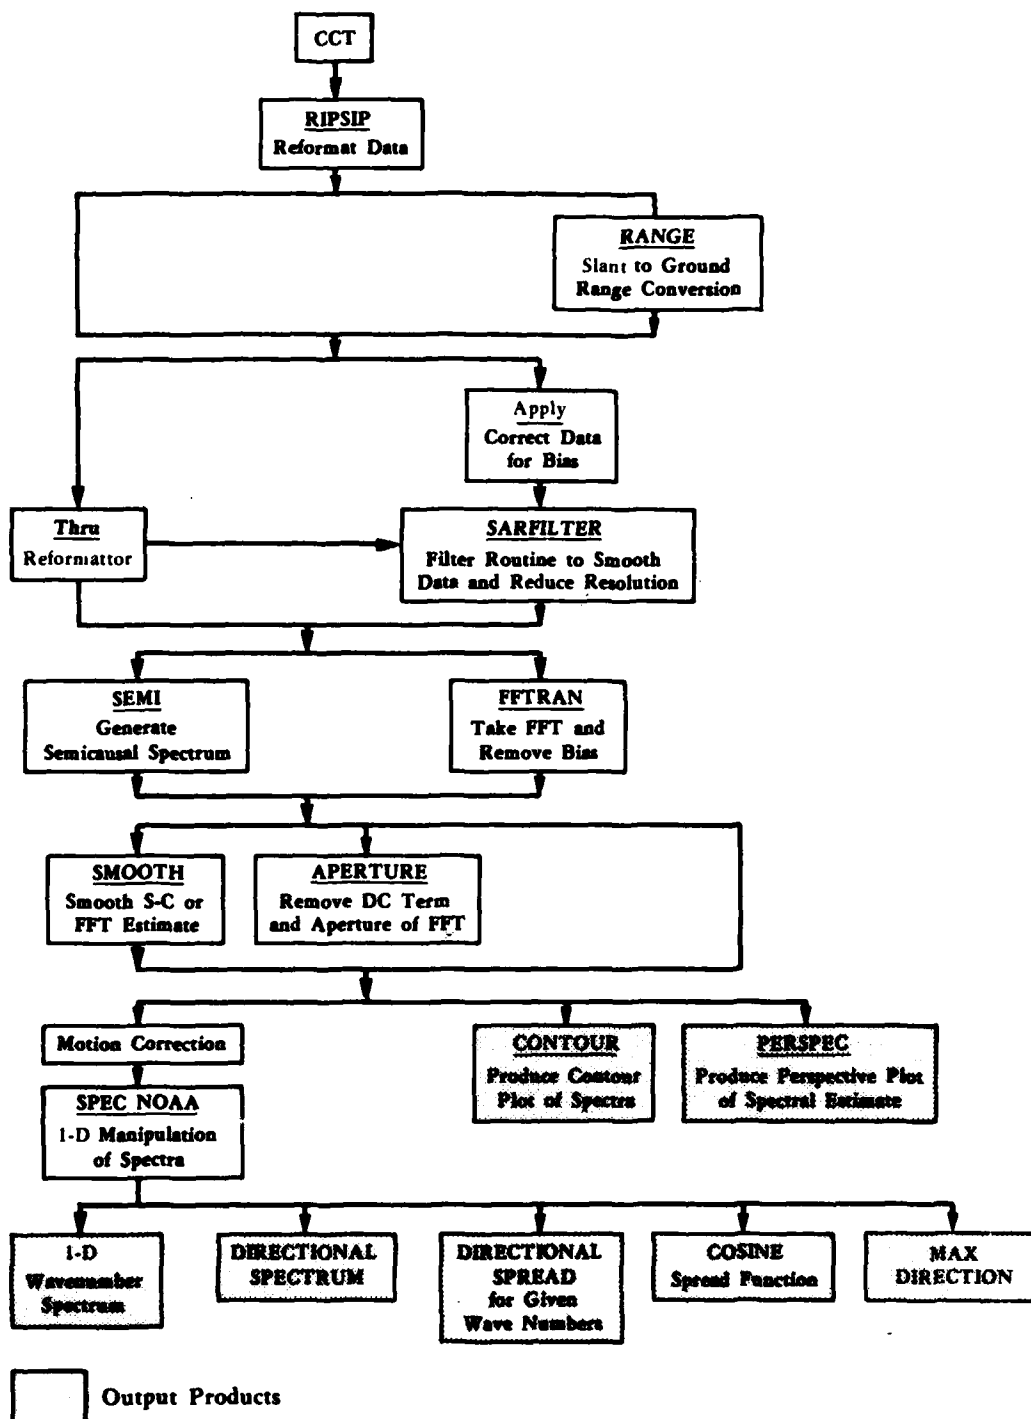 CCT
RIPSIP
Reformat Data
RANGE
Slant to Ground
Range Conversion
Apply
Correct Data
for Bias
Thru
Reformattor
SARFILTER
Filter Routine to Smooth
Data and Reduce Resolution
SEMI
Generate
Semicausal Spectrum
FFTRAN
Take FFT and
Remove Bias
SMOOTH
Smooth S-C or
FFT Estimate
APERTURE
Remove DC Term
and Aperture of FFT
Motion Correction
CONTOUR
Produce Contour
Plot of Spectra
PERSPEC
Produce Perspective Plot
of Spectral Estimate
SPEC NOAA
1-D Manipulation
of Spectra
1-D
Wavenumber
Spectrum
DIRECTIONAL
SPECTRUM
DIRECTIONAL
SPREAD
for Given
Wave Numbers
COSINE
Spread Function
MAX
DIRECTION
Output Products